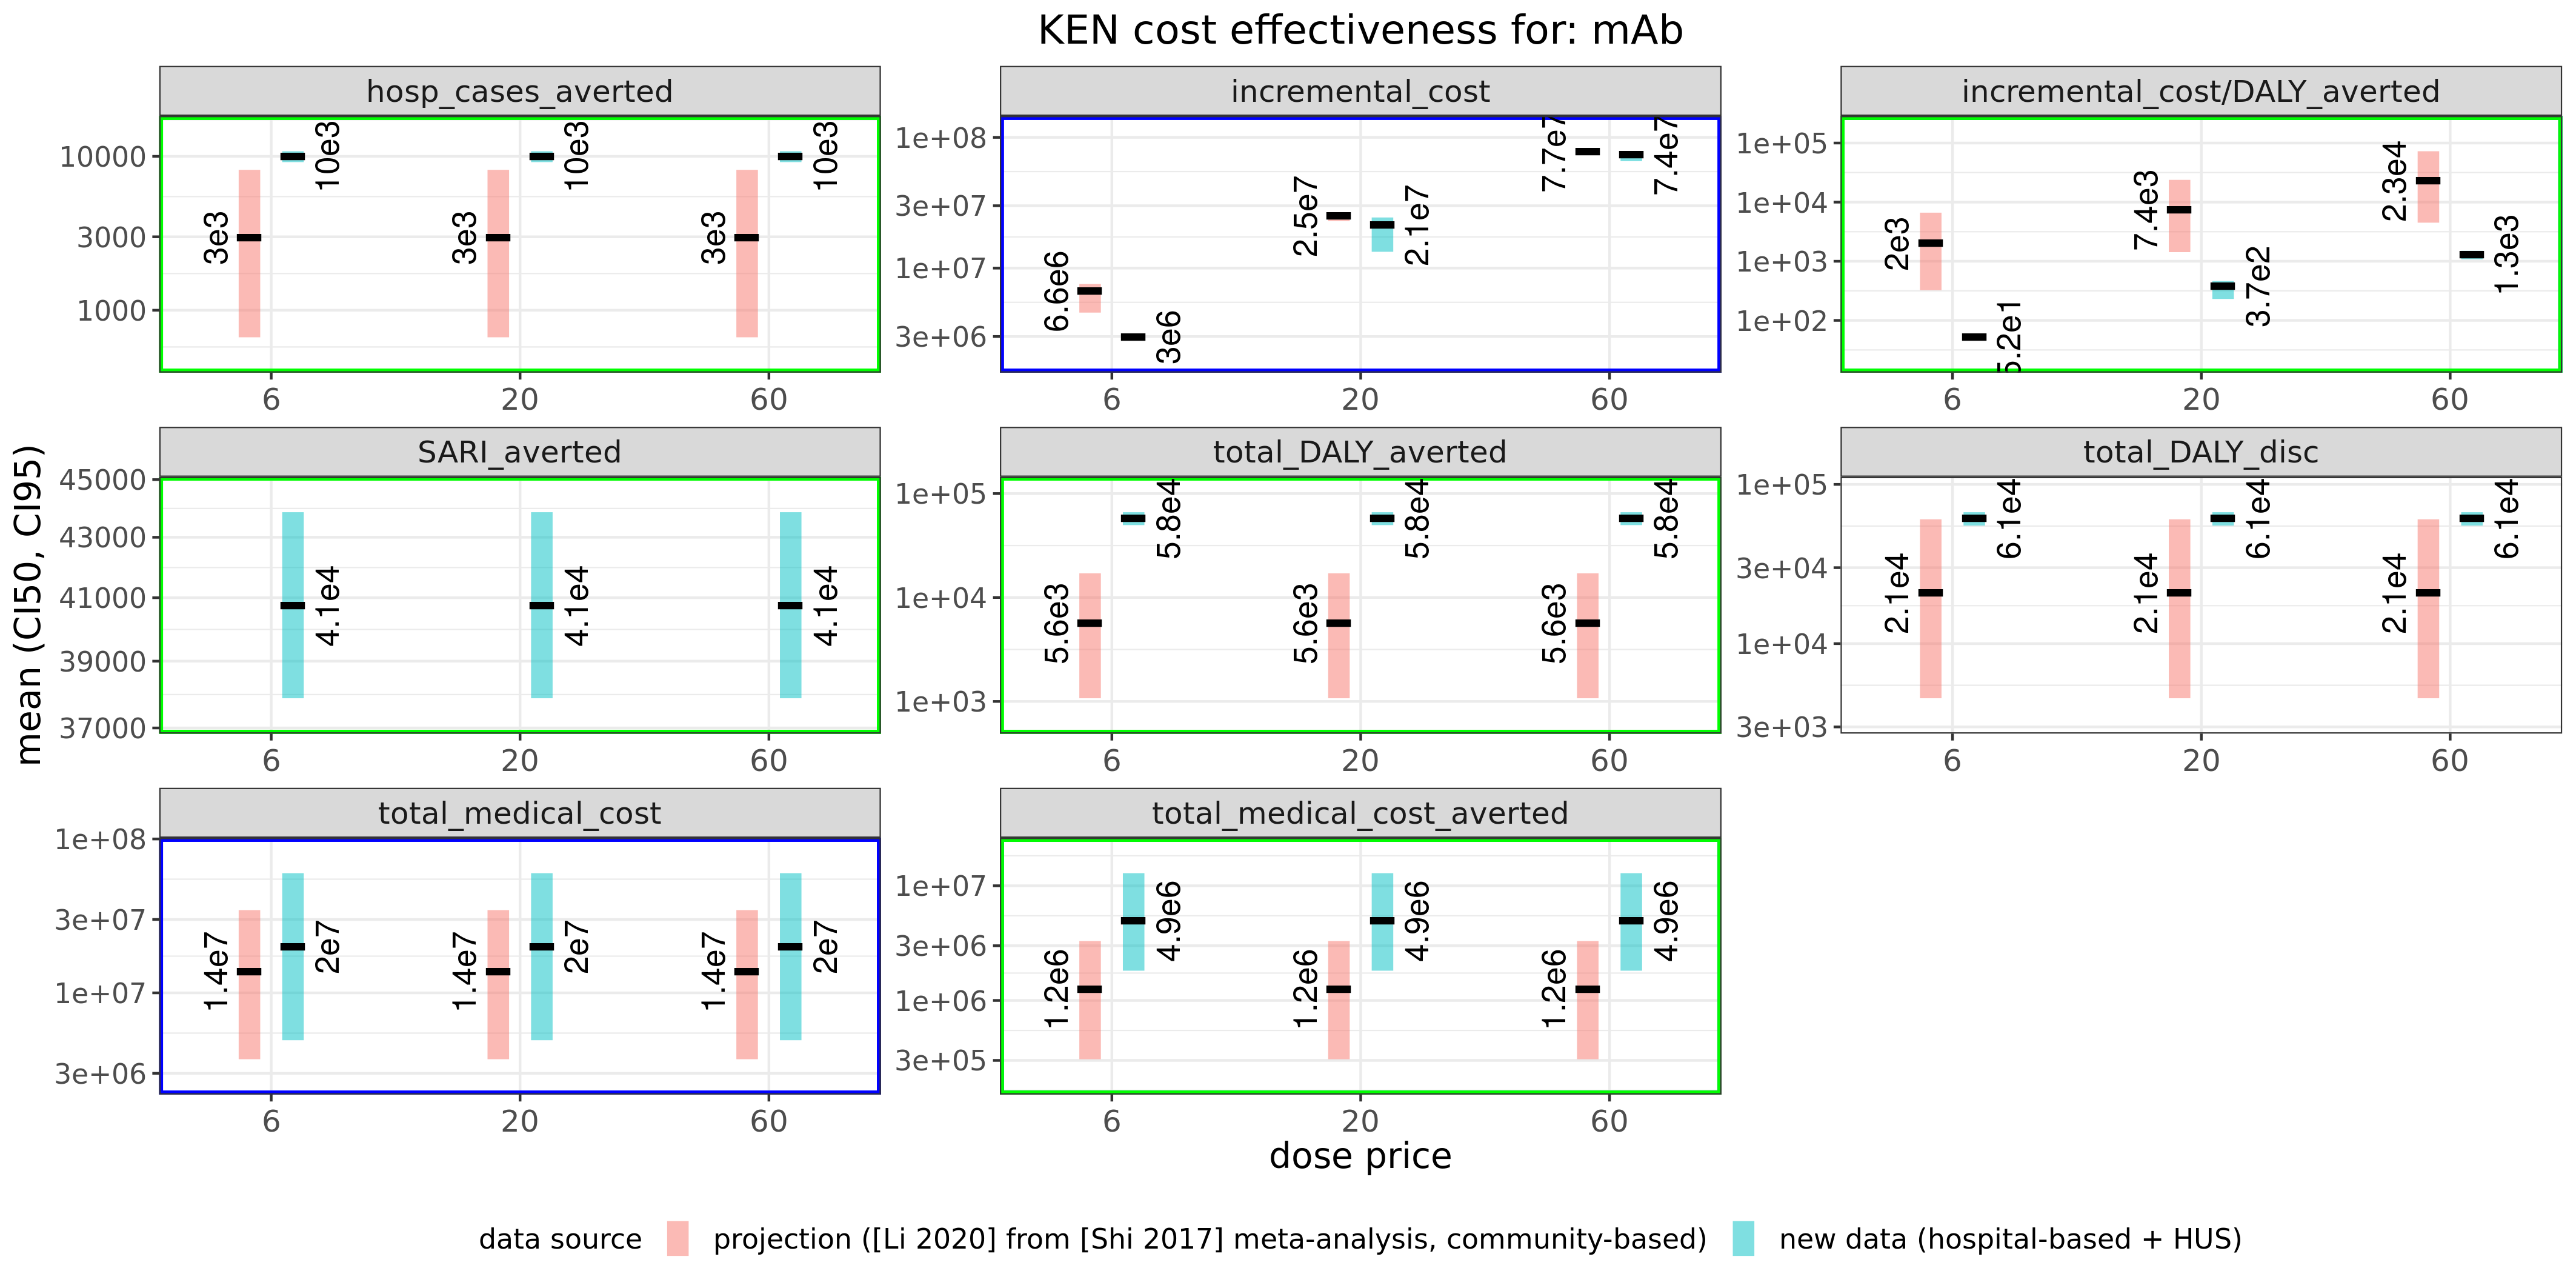 KEN cost effectiveness for: mAb
mean (CI50, CI95)
hosp_cases_averted
10000
3000
1000
3e3
10e3
3e3
10e3
3e3
10e3
6
20
60
incremental_cost
1e+08
3e+07
1e+07
3e+06
6.6e6
3e6
2.5e7
2.1e7
7.7e7
7.4e7
6
20
60
incremental_cost/DALY_averted
1e+05
1e+04
1e+03
1e+02
2e3
5.2e1
7.4e3
3.7e2
2.3e4
1.3e3
6
20
60
SARI_averted
45000
43000
41000
39000
37000
4.1e4
4.1e4
4.1e4
6
20
60
total_DALY_averted
1e+05
1e+04
1e+03
5.6e3
5.8e4
5.6e3
5.8e4
5.6e3
5.8e4
6
20
60
total_DALY_disc
1e+05
3e+04
1e+04
3e+03
2.1e4
6.1e4
2.1e4
6.1e4
2.1e4
6.1e4
6
20
60
total_medical_cost
1e+08
3e+07
1e+07
3e+06
1.4e7
2e7
1.4e7
2e7
1.4e7
2e7
6
20
60
total_medical_cost_averted
1e+07
3e+06
1e+06
3e+05
1.2e6
4.9e6
1.2e6
4.9e6
1.2e6
4.9e6
6
20
60
dose price
data source
projection ([Li 2020] from [Shi 2017] meta-analysis, community-based)
new data (hospital-based + HUS)